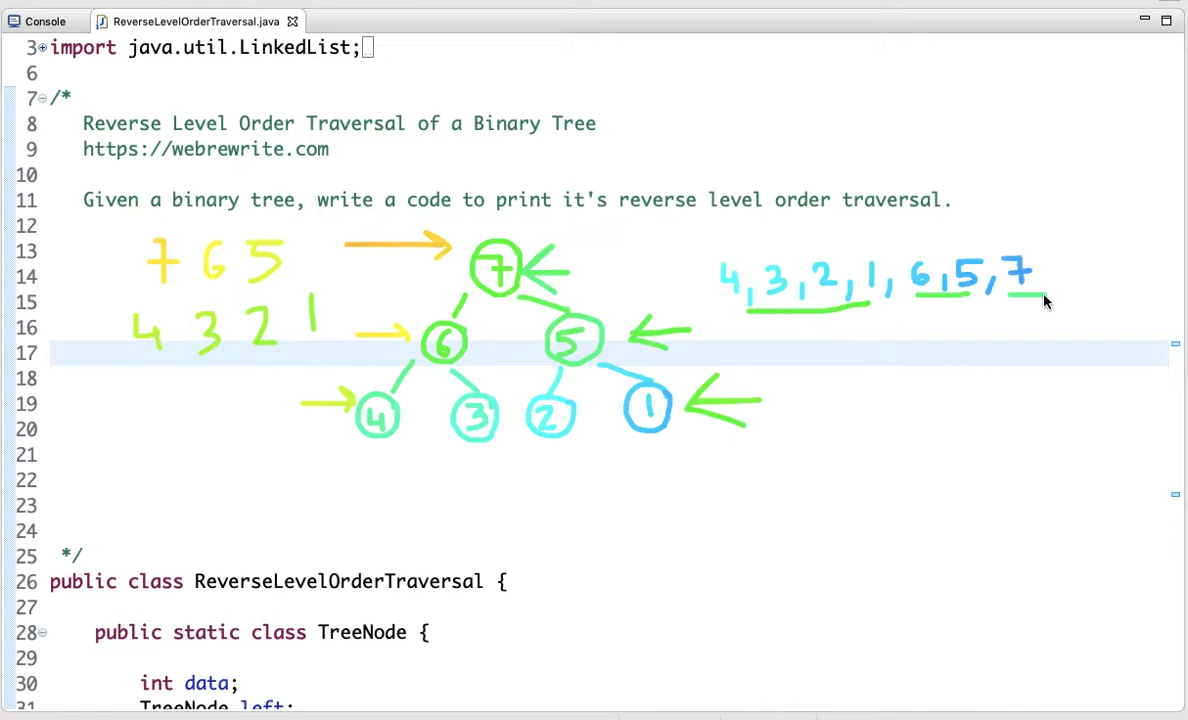 Console ReverseLevelOrderTraversal.java
3 import java.util.LinkedList;
6
7 /*
8 Reverse Level Order Traversal of a Binary Tree
9 https://webrewrite.com
10
11 Given a binary tree, write a code to print it's reverse level order traversal.
12
13 7 6 5 7
14 4, 3, 2, 1, 6, 5, 7
15
16 4 3 2 1
17 6 5
18
19 4 3 2 1
20
21
22
23
24
25 */
26 public class ReverseLevelOrderTraversal {
27
28 public static class TreeNode {
29
30 int data;
31 TreeNode left;